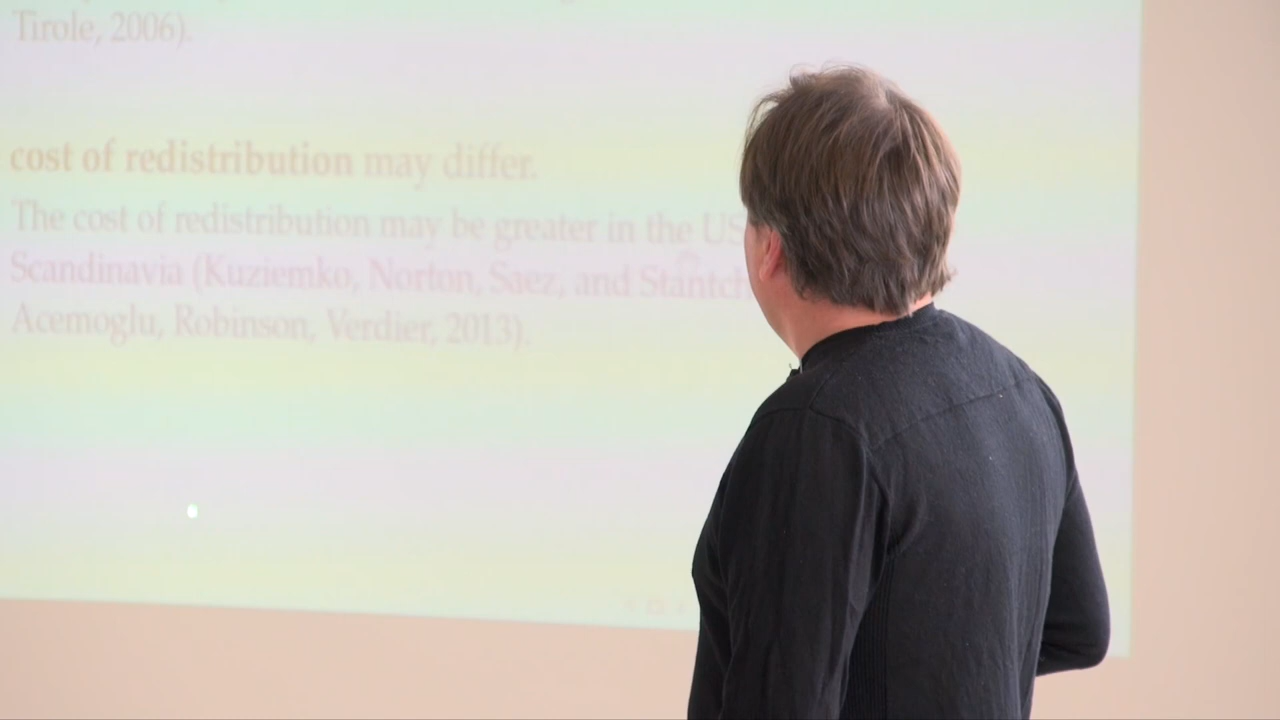 Tirole, 2006).
cost of redistribution may differ.
The cost of redistribution may be greater in the US
Scandinavia (Kuziemko, Norton, Saez, and Stantch
Acemoglu, Robinson, Verdier, 2013).